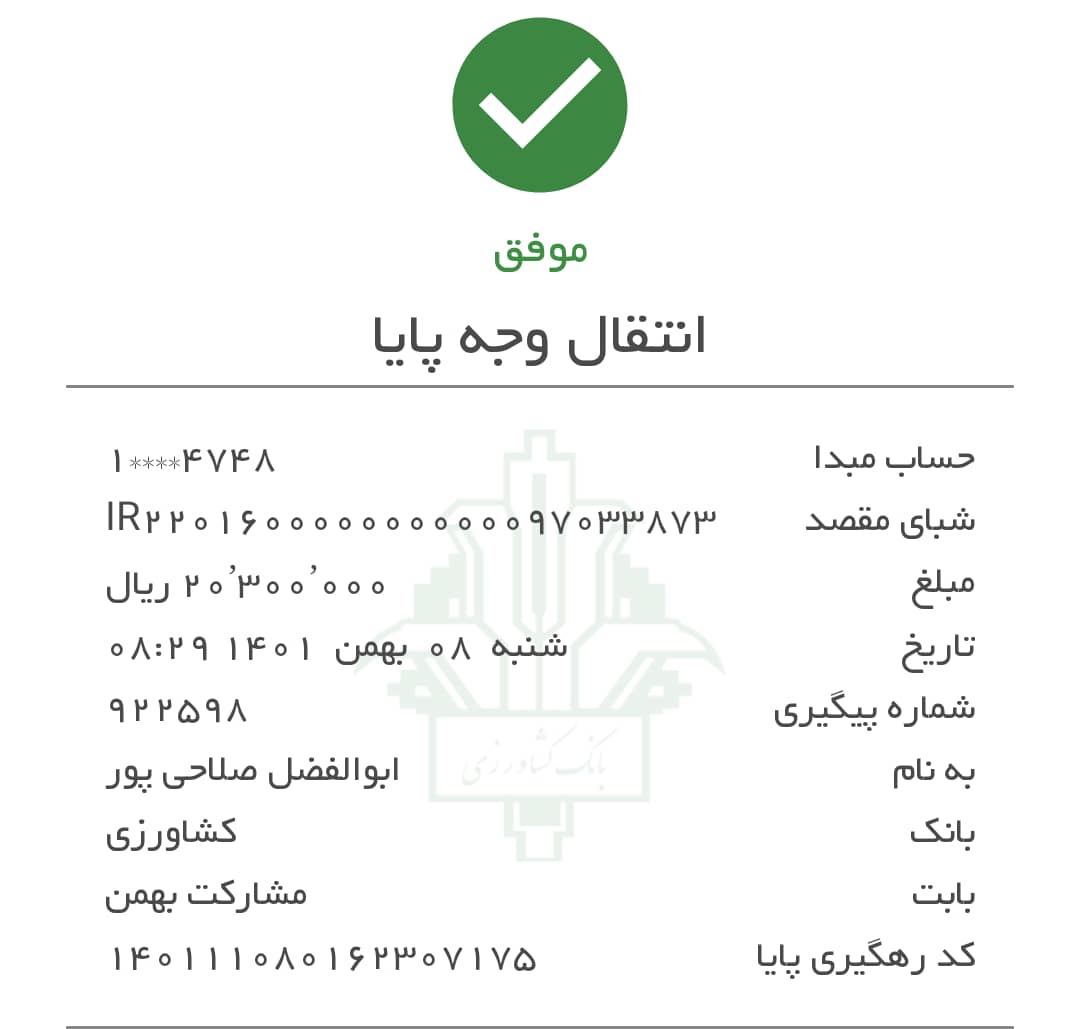 موفق
انتقال وجه پایا
حساب مبدا ۱****۴۷۴۸
شبای مقصد IR۲۲۰۱۶۰۰۰۰۰۰۰۰۰۰۰۰۹۷۰۳۳۸۷۳
مبلغ ۲۰٬۳۰۰٬۰۰۰ ریال
تاریخ شنبه ۰۸ بهمن ۱۴۰۱ ۰۸:۲۹
شماره پیگیری ۹۲۲۵۹۸
به نام ابوالفضل صلاحی پور
بانک کشاورزی
بانک کشاورزی
بابت مشارکت بهمن
کد رهگیری پایا ۱۴۰۱۱۱۰۸۰۱۶۲۳۰۷۱۷۵